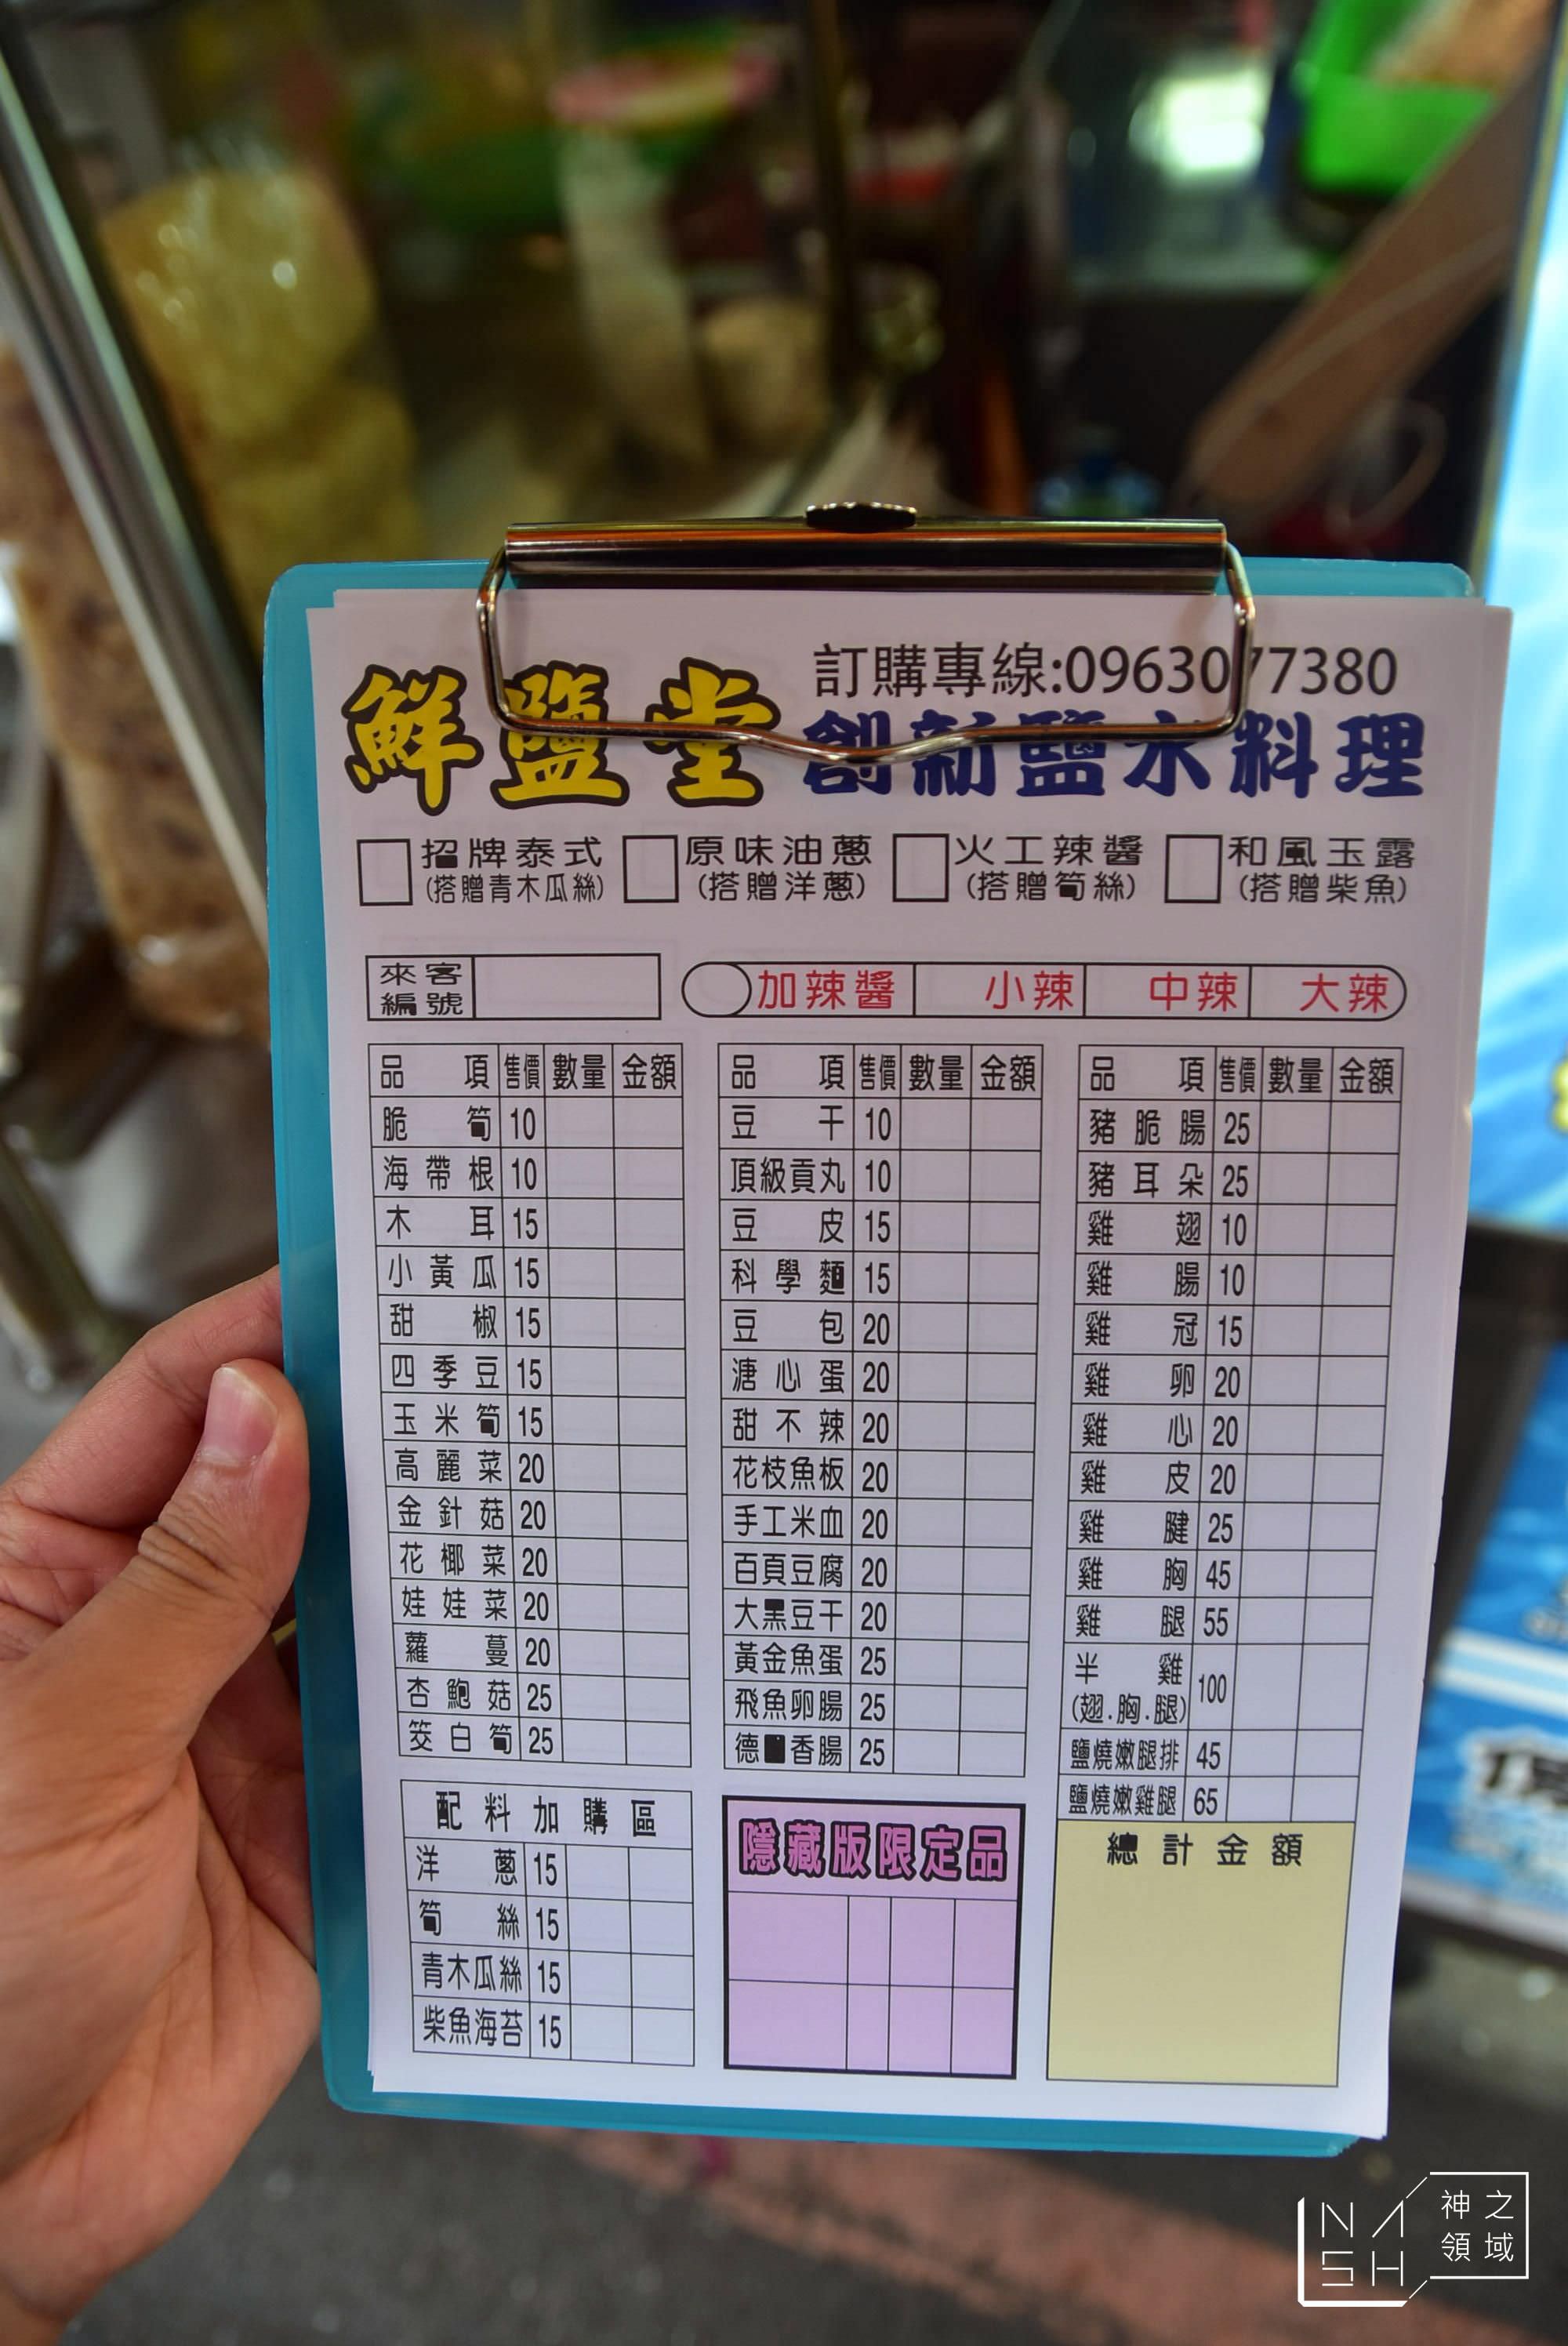 訂購專線:0963077380
鮮鹽堂 創新鹽水料理
招牌泰式 原味油蔥 火工辣醬 和風玉露
(搭贈青木瓜絲) (搭贈洋蔥) (搭贈筍絲) (搭贈柴魚)
來客編號 加辣醬 小辣 中辣 大辣
品項 售價 數量 金額
脆筍 10
海帶根 10
木耳 15
小黃瓜 15
甜椒 15
四季豆 15
玉米筍 15
高麗菜 20
金針菇 20
花椰菜 20
娃娃菜 20
蘿蔓 20
杏鮑菇 25
筊白筍 25
配料加購區
洋蔥 15
筍絲 15
青木瓜絲 15
柴魚海苔 15
品項 售價 數量 金額
豆干 10
頂級貢丸 10
豆皮 15
科學麵 15
豆包 20
溏心蛋 20
甜不辣 20
花枝魚板 20
手工米血 20
百頁豆腐 20
大黑豆干 20
黃金魚蛋 25
飛魚卵腸 25
德香腸 25
隱藏版限定品
品項 售價 數量 金額
豬脆腸 25
豬耳朵 25
雞翅 10
雞腸 10
雞冠 15
雞卵 20
雞心 20
雞皮 20
雞腱 25
雞胸 45
雞腿 55
半雞 100
(翅.胸.腿)
鹽燒嫩腿排 45
鹽燒嫩雞腿 65
總計金額
NASH
神之領域